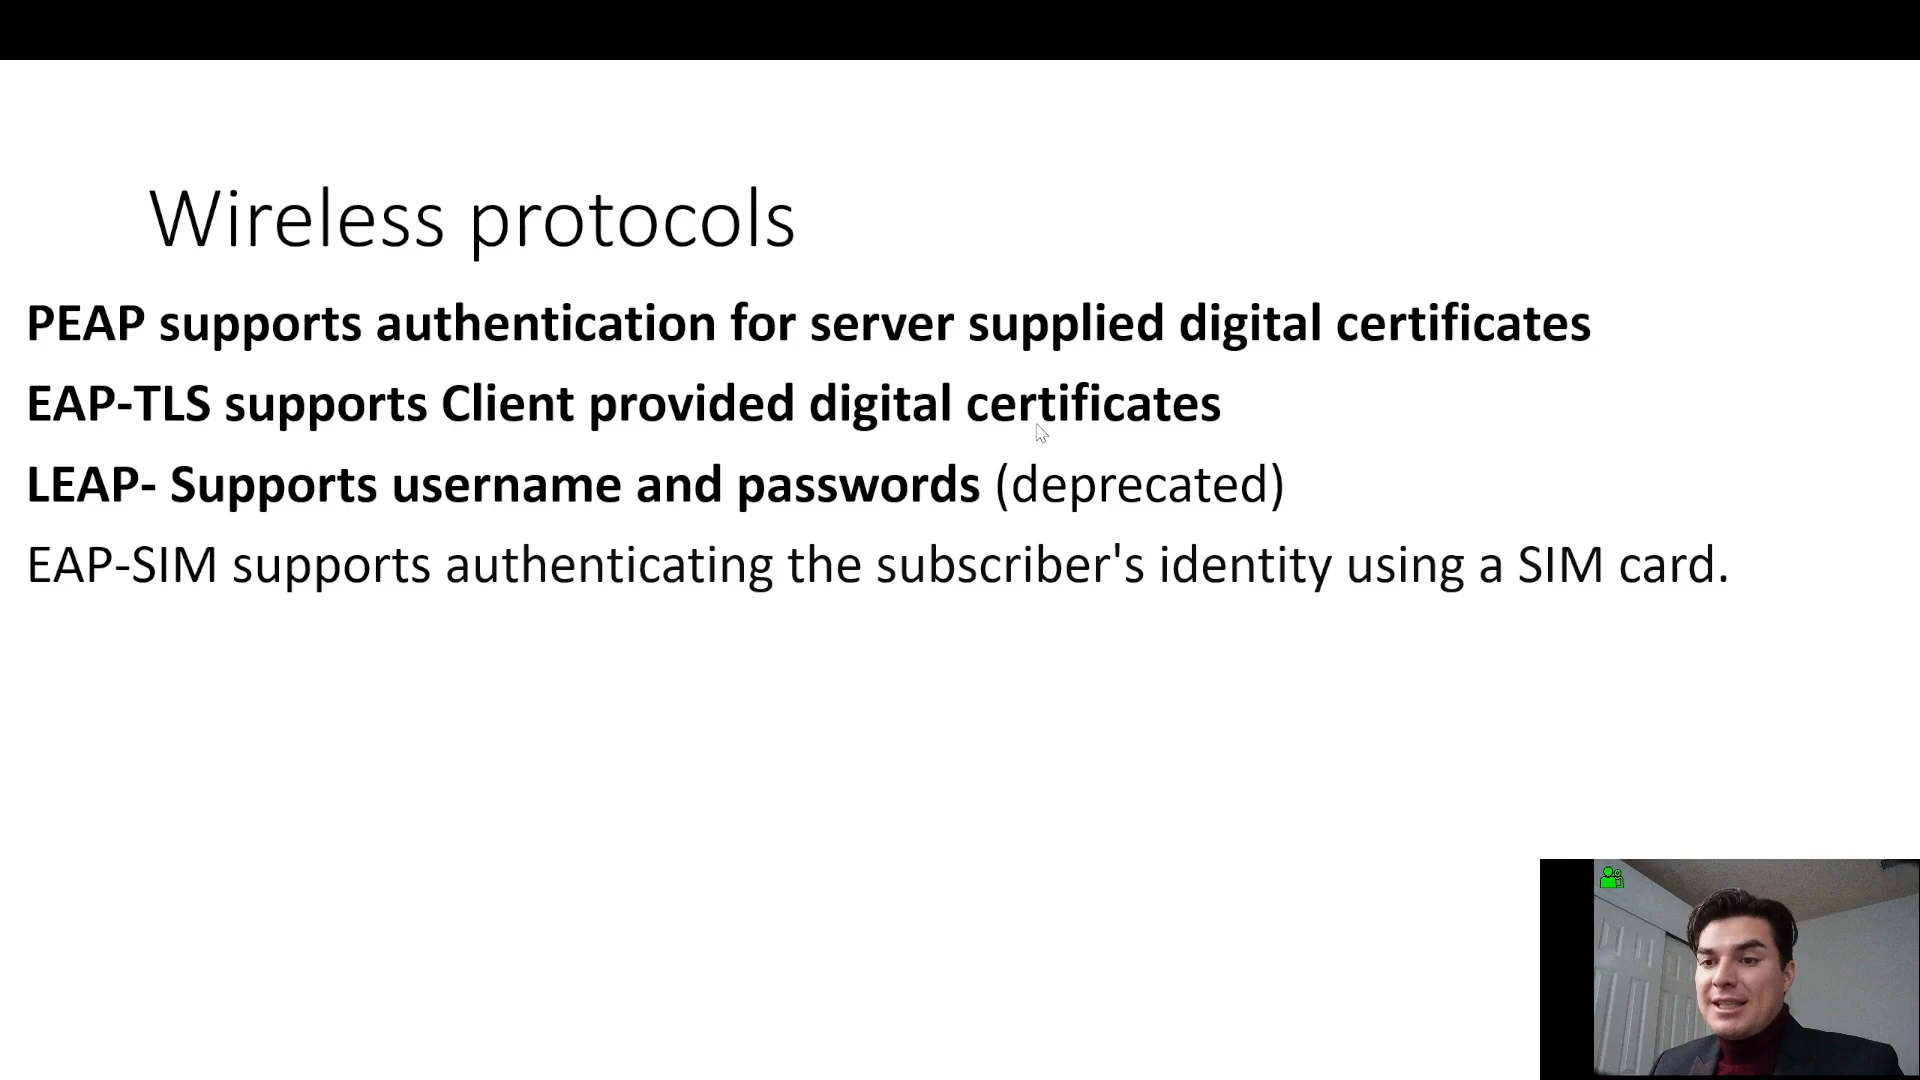 Wireless protocols
PEAP supports authentication for server supplied digital certificates
EAP-TLS supports Client provided digital certificates
LEAP- Supports username and passwords (deprecated)
EAP-SIM supports authenticating the subscriber's identity using a SIM card.